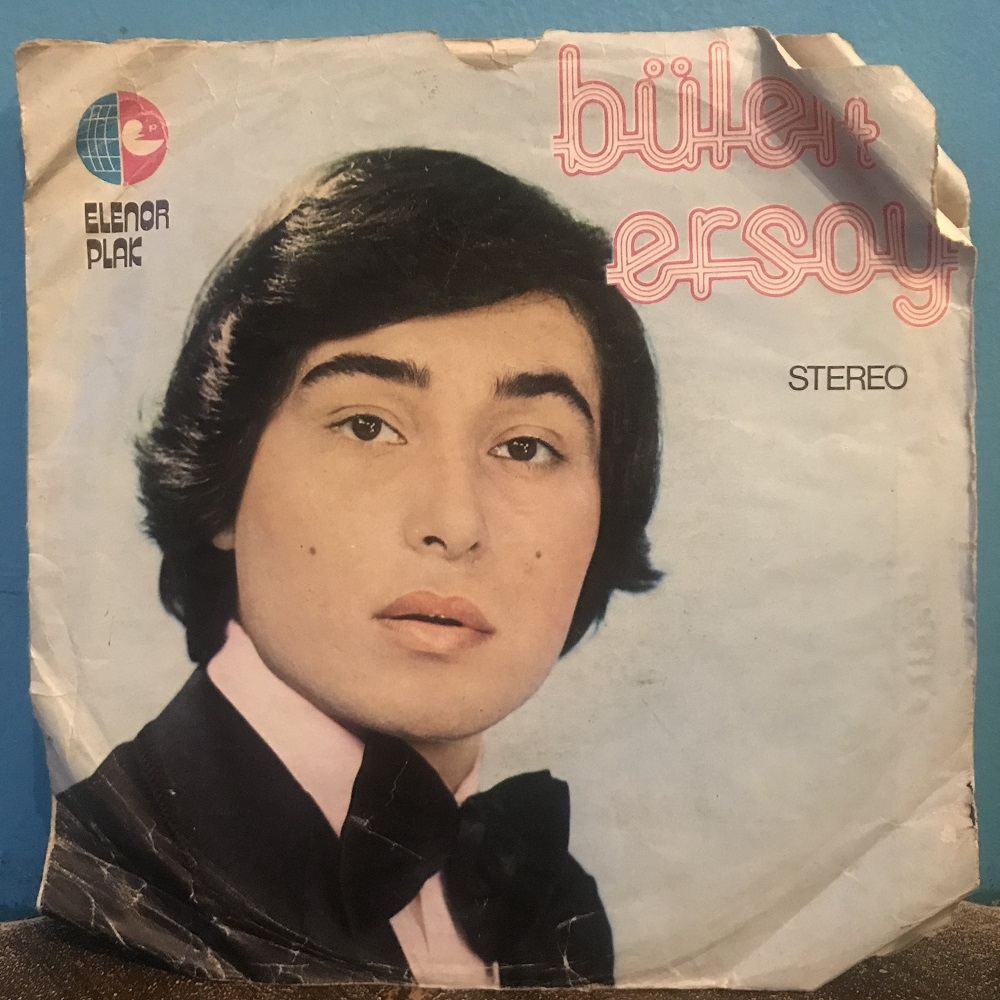 bülent
ersoy
ELENOR
PLAK
STEREO